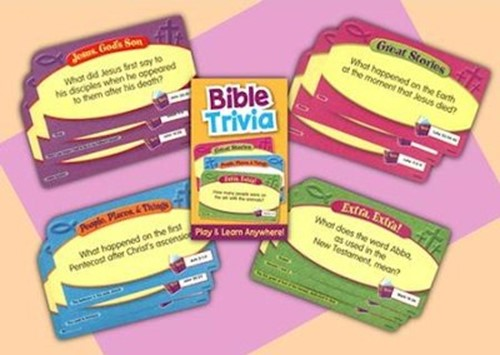 Jesus, God's Son
What did Jesus first say to
his disciples when he appeared
to them after his death?
Great Stories
What happened on the Earth
at the moment that Jesus died?
Bible
Trivia
Great Stories
People, Places & Things
Extra, Extra!
How many people were on
the ark with the animals?
Play & Learn Anywhere!
People, Places, & Things
What happened on the first
Pentecost after Christ's ascension
Extra, Extra!
What does the word Abba,
as used in the
New Testament, mean?